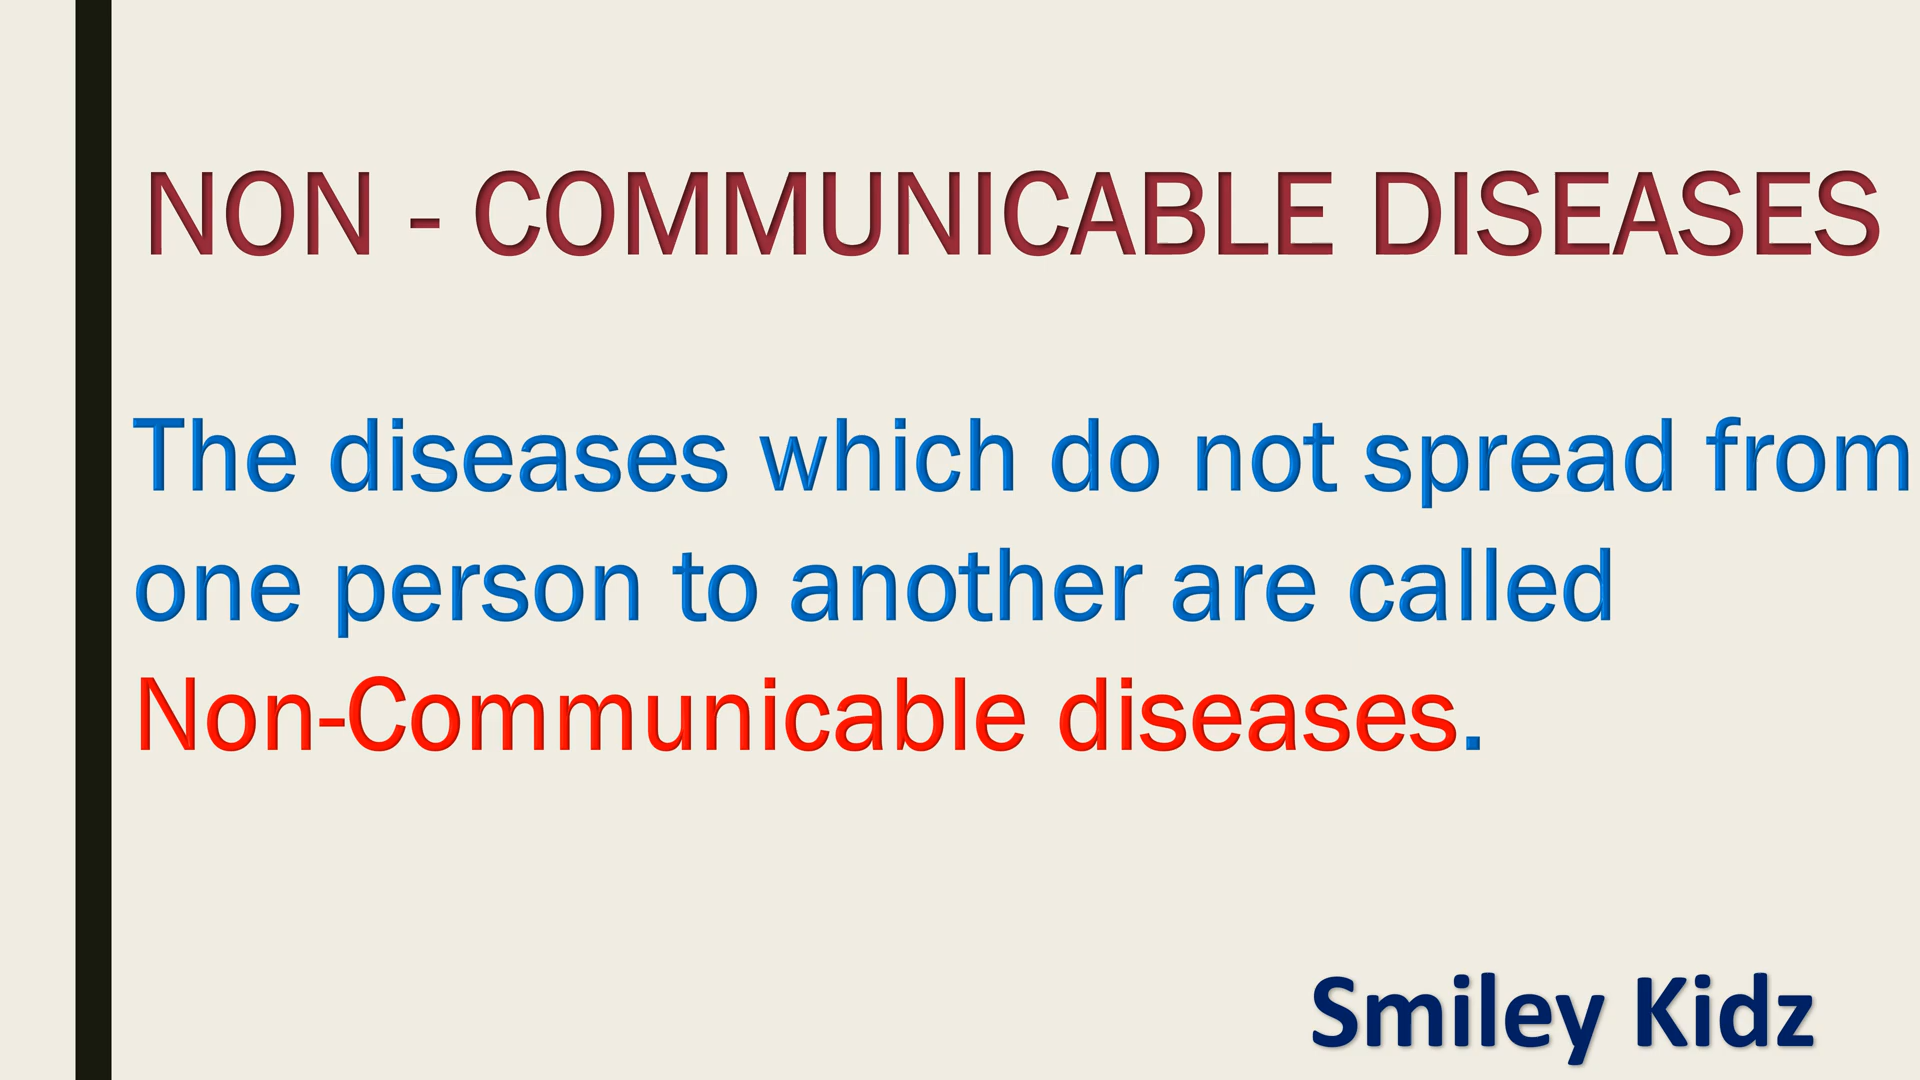 NON - COMMUNICABLE DISEASES
The diseases which do not spread from
one person to another are called
Non-Communicable diseases.
Smiley Kidz